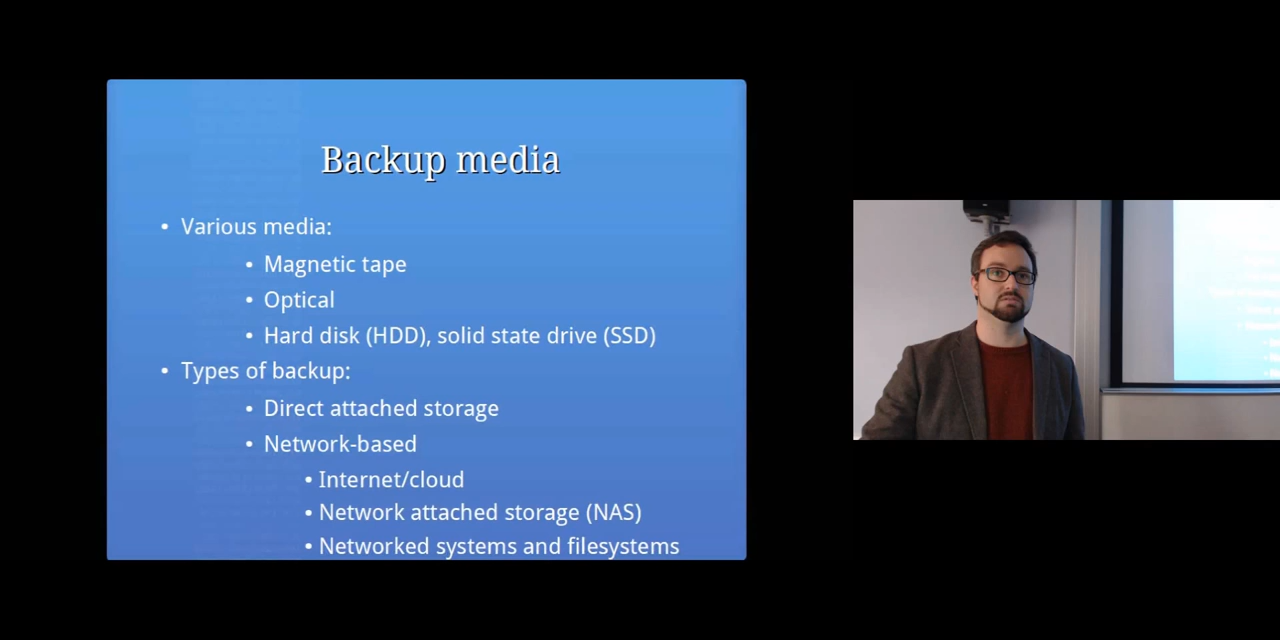 Backup media
• Various media:
• Magnetic tape
• Optical
• Hard disk (HDD), solid state drive (SSD)
• Types of backup:
• Direct attached storage
• Network-based
• Internet/cloud
• Network attached storage (NAS)
• Networked systems and filesystems